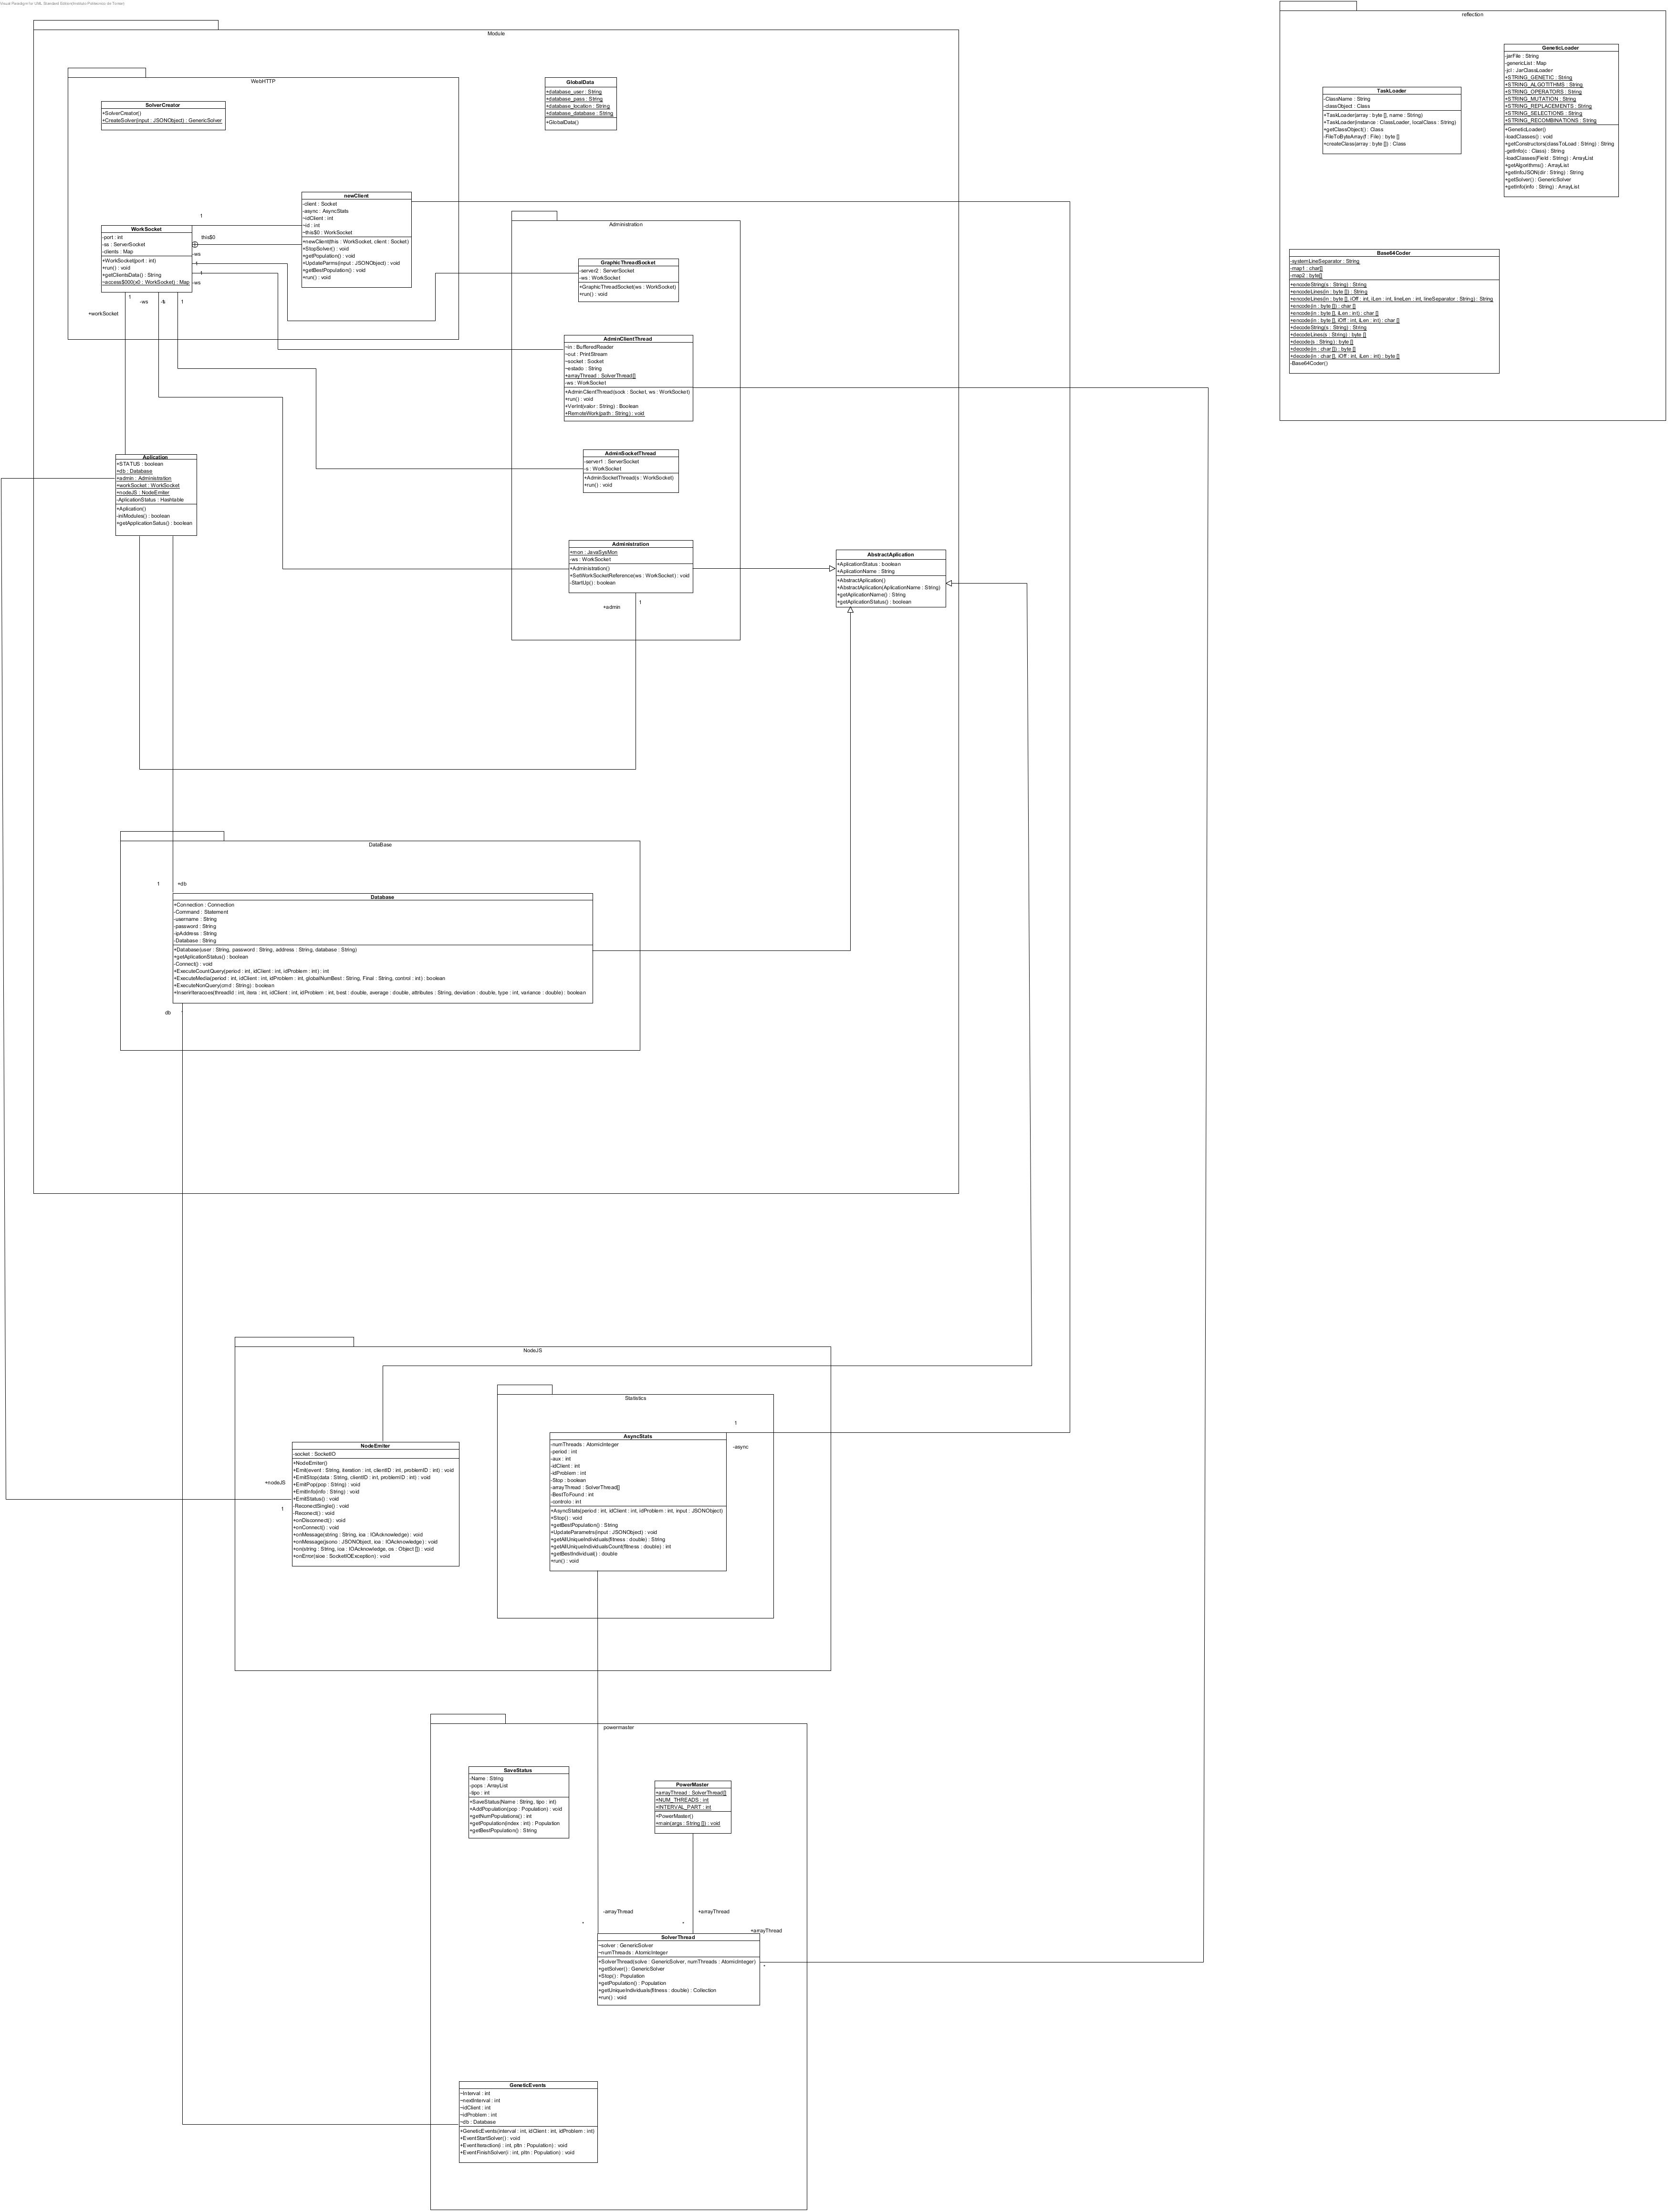 Visual Paradigm for UML Standard Edition(Instituto Politecnico de Tomar)
Module
WebHTTP
SolverCreator
+SolverCreator()
+CreateSolver(input : JSONObject) : GenericSolver
GlobalData
+database_user : String
+database_pass : String
+database_location : String
+database_database : String
+GlobalData()
newClient
-client : Socket
-async : AsyncStats
~idClient : int
~id : int
~this$0 : WorkSocket
+newClient(this : WorkSocket, client : Socket)
+StopSolver() : void
+getPopulation() : void
+UpdateParms(input : JSONObject) : void
+getBestPopulation() : void
+run() : void
1
this$0
WorkSocket
-port : int
-ss : ServerSocket
-clients : Map
+WorkSocket(port : int)
+run() : void
+getClientsData() : String
~access$000(x0 : WorkSocket) : Map
-ws
1
1
-ws
1
-ws
-s
1
+workSocket
Administration
GraphicThreadSocket
-server2 : ServerSocket
-ws : WorkSocket
+GraphicThreadSocket(ws : WorkSocket)
+run() : void
AdminClientThread
~in : BufferedReader
~out : PrintStream
~socket : Socket
~estado : String
+arrayThread : SolverThread[]
-ws : WorkSocket
+AdminClientThread(sock : Socket, ws : WorkSocket)
+run() : void
+VerInt(valor : String) : Boolean
+RemoteWork(path : String) : void
AdminSocketThread
-server1 : ServerSocket
-s : WorkSocket
+AdminSocketThread(s : WorkSocket)
+run() : void
Administration
+mon : JavaSysMon
-ws : WorkSocket
+Administration()
+SetWorkSocketReference(ws : WorkSocket) : void
-StartUp() : boolean
+admin
1
Aplication
+STATUS : boolean
+db : Database
+admin : Administration
+workSocket : WorkSocket
+nodeJS : NodeEmiter
-AplicationStatus : Hashtable
+Aplication()
-iniModules() : boolean
+getApplicationSatus() : boolean
AbstractAplication
+AplicationStatus : boolean
+AplicationName : String
+AbstractAplication()
+AbstractAplication(AplicationName : String)
+getAplicationName() : String
+getAplicationStatus() : boolean
reflection
GeneticLoader
-jarFile : String
-genericList : Map
-jcl : JarClassLoader
+STRING_GENETIC : String
+STRING_ALGOTITHMS : String
+STRING_OPERATORS : String
+STRING_MUTATION : String
+STRING_REPLACEMENTS : String
+STRING_SELECTIONS : String
+STRING_RECOMBINATIONS : String
+GeneticLoader()
-loadClasses() : void
+getConstructors(classToLoad : String) : String
-getInfo(c : Class) : String
-loadClasses(Field : String) : ArrayList
+getAlgorithms() : ArrayList
+getInfoJSON(dir : String) : String
+getSolver() : GenericSolver
+getInfo(info : String) : ArrayList
TaskLoader
-ClassName : String
-classObject : Class
+TaskLoader(array : byte [], name : String)
+TaskLoader(instance : ClassLoader, localClass : String)
+getClassObject() : Class
-FileToByteArray(f : File) : byte []
+createClass(array : byte []) : Class
Base64Coder
-systemLineSeparator : String
-map1 : char[]
-map2 : byte[]
+encodeString(s : String) : String
+encodeLines(in : byte []) : String
+encodeLines(in : byte [], iOff : int, iLen : int, lineLen : int, lineSeparator : String) : String
+encode(in : byte []) : char []
+encode(in : byte [], iLen : int) : char []
+encode(in : byte [], iOff : int, iLen : int) : char []
+decodeString(s : String) : String
+decodeLines(s : String) : byte []
+decode(s : String) : byte []
+decode(in : char []) : byte []
+decode(in : char [], iOff : int, iLen : int) : byte []
-Base64Coder()
DataBase
1
+db
Database
+Connection : Connection
-Command : Statement
-username : String
-password : String
-ipAddress : String
-Database : String
+Database(user : String, password : String, address : String, database : String)
+getAplicationStatus() : boolean
-Connect() : void
+ExecuteCountQuery(period : int, idClient : int, idProblem : int) : int
+ExecuteMedia(period : int, idClient : int, idProblem : int, globalNumBest : String, Final : String, control : int) : boolean
+ExecuteNonQuery(cmd : String) : boolean
+InserirIteracoes(threadId : int, itera : int, idClient : int, idProblem : int, best : double, average : double, attributes : String, deviation : double, type : int, variance : double) : boolean
db
NodeJS
Statistics
1
-async
AsyncStats
-numThreads : AtomicInteger
-period : int
-aux : int
-idClient : int
-idProblem : int
-Stop : boolean
-arrayThread : SolverThread[]
-BestToFound : int
-controlo : int
+AsyncStats(period : int, idClient : int, idProblem : int, input : JSONObject)
+Stop() : void
+getBestPopulation() : String
+UpdateParametrs(input : JSONObject) : void
+getAllUniqueIndividuals(fitness : double) : String
+getAllUniqueIndividualsCount(fitness : double) : int
+getBestIndividual() : double
+run() : void
NodeEmiter
-socket : SocketIO
+NodeEmiter()
+Emit(event : String, iteration : int, clientID : int, problemID : int) : void
+EmitStop(data : String, clientID : int, problemID : int) : void
+EmitPop(pop : String) : void
+EmitInfo(info : String) : void
+EmitStatus() : void
-ReconectSingle() : void
-Reconect() : void
+onDisconnect() : void
+onConnect() : void
+onMessage(string : String, ioa : IOAcknowledge) : void
+onMessage(jsono : JSONObject, ioa : IOAcknowledge) : void
+on(string : String, ioa : IOAcknowledge, os : Object []) : void
+onError(sioe : SocketIOException) : void
+nodeJS
1
powermaster
SaveStatus
-Name : String
-pops : ArrayList
-tipo : int
+SaveStatus(Name : String, tipo : int)
+AddPopulation(pop : Population) : void
+getNumPopulations() : int
+getPopulation(index : int) : Population
+getBestPopulation() : String
PowerMaster
+arrayThread : SolverThread[]
+NUM_THREADS : int
+INTERVAL_PART : int
+PowerMaster()
+main(args : String []) : void
-arrayThread
*
+arrayThread
*
+arrayThread
*
SolverThread
~solver : GenericSolver
~numThreads : AtomicInteger
+SolverThread(solve : GenericSolver, numThreads : AtomicInteger)
+getSolver() : GenericSolver
+Stop() : Population
+getPopulation() : Population
+getUniqueIndividuals(fitness : double) : Collection
+run() : void
GeneticEvents
~Interval : int
~nextInterval : int
~idClient : int
~idProblem : int
~db : Database
+GeneticEvents(Interval : int, idClient : int, idProblem : int)
+EventStartSolver() : void
+EventIteraction(i : int, pltn : Population) : void
+EventFinishSolver(i : int, pltn : Population) : void